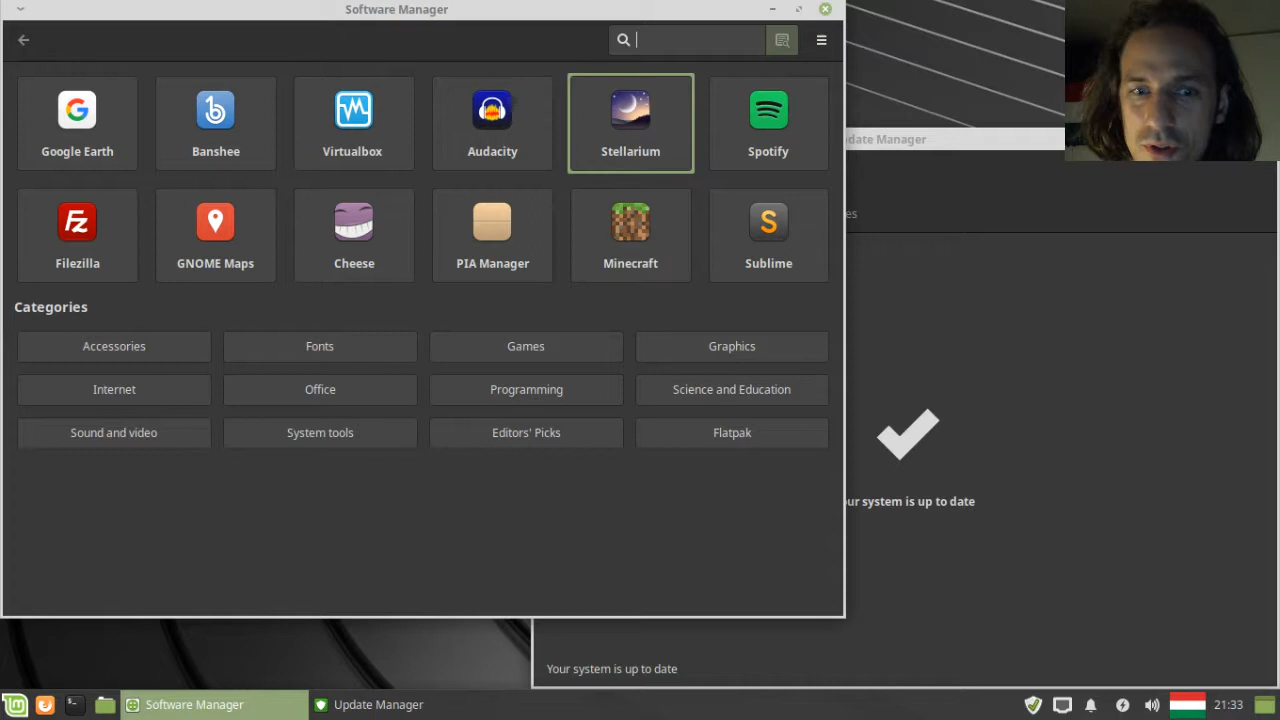 Software Manager
Google Earth
Banshee
Virtualbox
Audacity
Stellarium
Spotify
Filezilla
GNOME Maps
Cheese
PIA Manager
Minecraft
Sublime
Categories
Accessories
Fonts
Games
Graphics
Internet
Office
Programming
Science and Education
Sound and video
System tools
Editors' Picks
Flatpak
date Manager
es
ur system is up to date
Your system is up to date
Software Manager
Update Manager
21:33